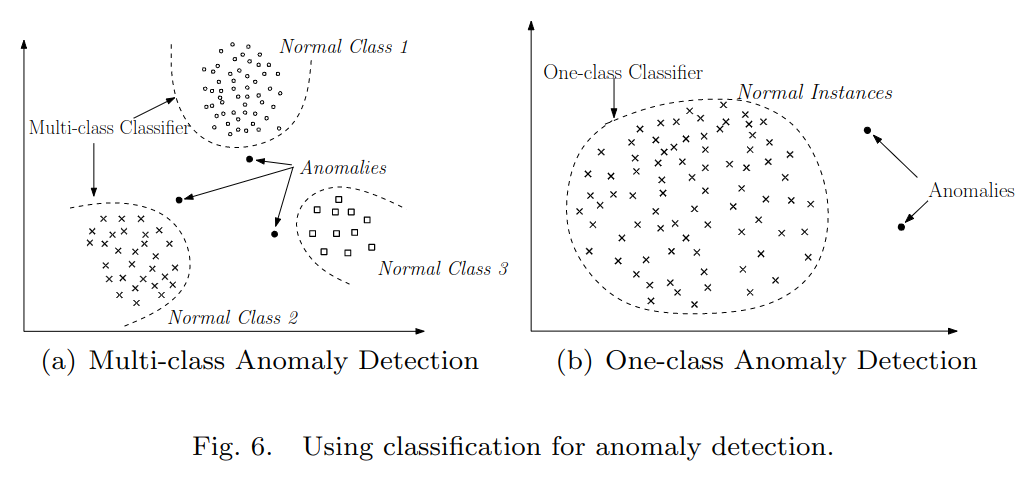 Normal Class 1
Multi-class Classifier
Anomalies
Normal Class 3
Normal Class 2
(a) Multi-class Anomaly Detection
One-class Classifier
Normal Instances
Anomalies
(b) One-class Anomaly Detection
Fig. 6. Using classification for anomaly detection.